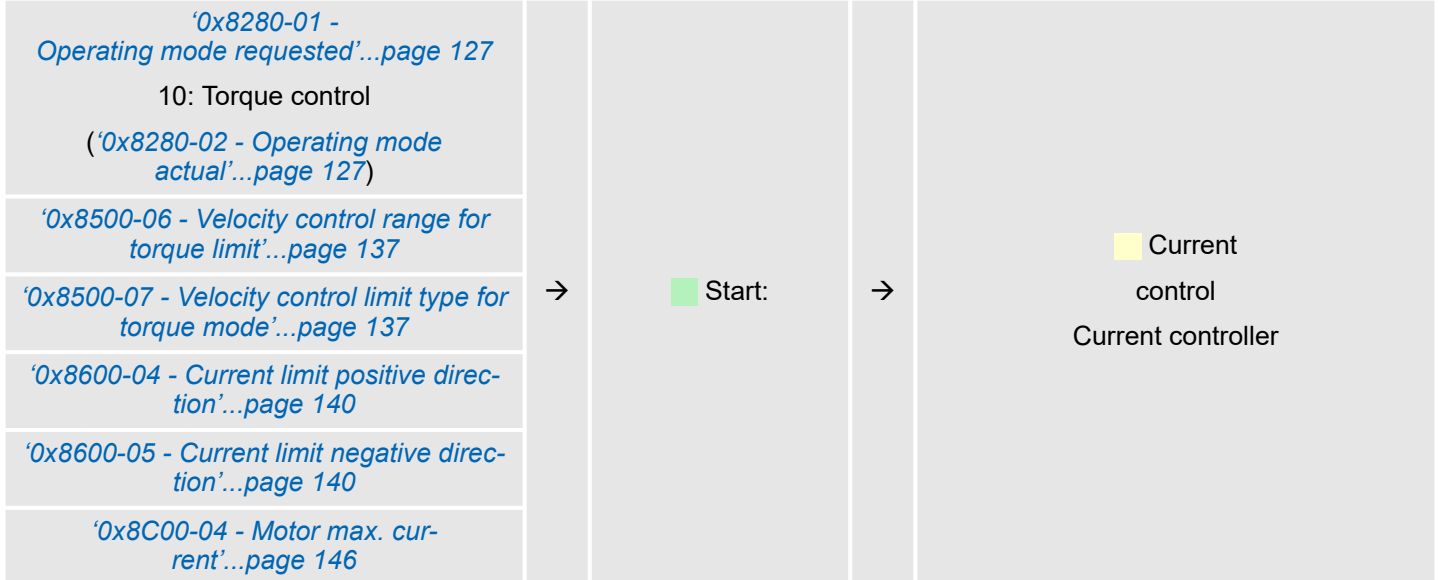 ‘0x8280-01 -
Operating mode requested’...page 127
10: Torque control
(‘0x8280-02 - Operating mode
actual’...page 127)
‘0x8500-06 - Velocity control range for
torque limit’...page 137
‘0x8500-07 - Velocity control limit type for
torque mode’...page 137
‘0x8600-04 - Current limit positive direc-
tion’...page 140
‘0x8600-05 - Current limit negative direc-
tion’...page 140
‘0x8C00-04 - Motor max. cur-
rent’...page 146
→
Start:
→
Current
control
Current controller